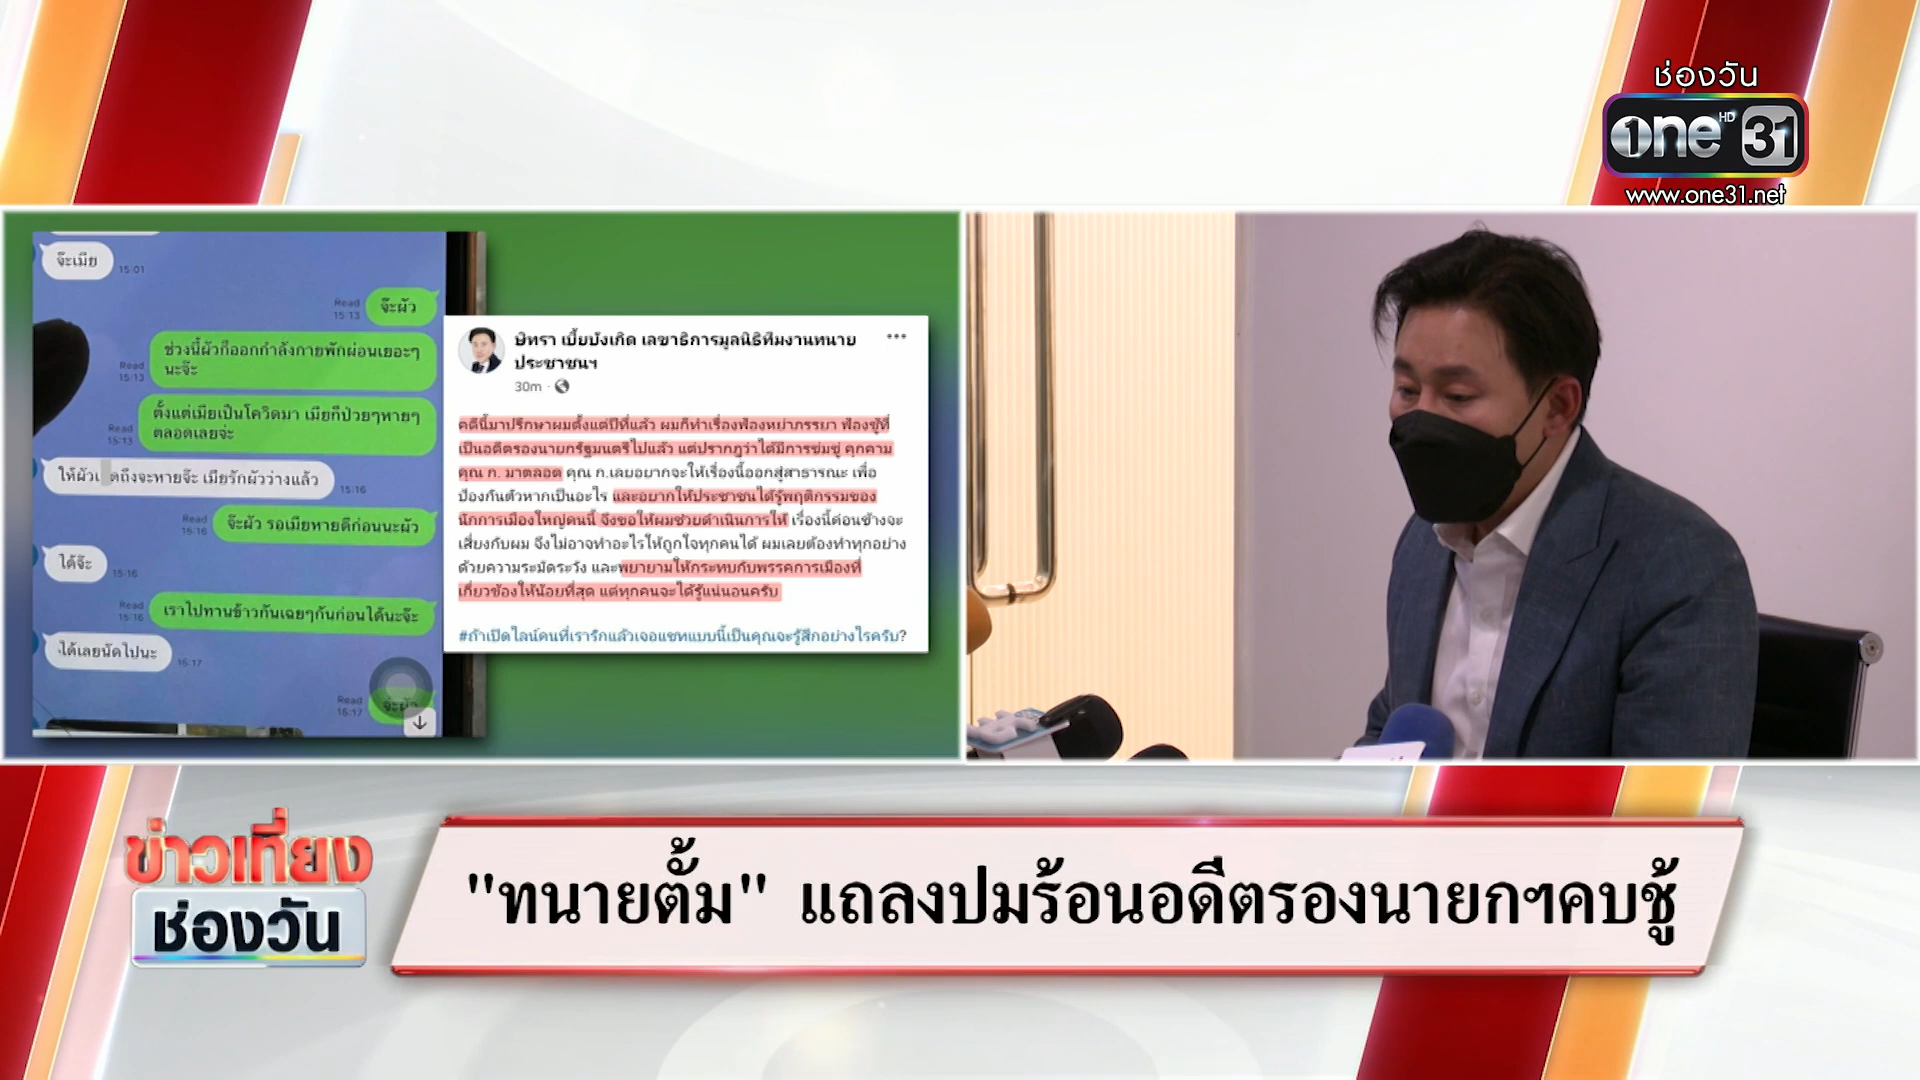 ช่องวัน
one HD 31
www.one31.net
จ๊ะเมีย
15:01
จ๊ะผัว
Read
15:13
ช่วงนี้ผัวก็ออกกำลังกายพักผ่อนเยอะๆ
นะจ๊ะ
Read
15:13
ตั้งแต่เมียเป็นโควิดมา เมียก็ป่วยๆหายๆ
ตลอดเลยจ่ะ
Read
15:13
ให้ผัวเ ดถึงจะหายจ๊ะ เมียรักผัวว่างแล้ว
15:16
จ๊ะผัว รอเมียหายดีก่อนนะผัว
Read
15:16
ได้จ๊ะ
15:16
เราไปทานข้าวกันเฉยๆกันก่อนได้นะจ๊ะ
Read
15:16
ได้เลยนัดไปนะ
15:17
Read
15:17
จ๊ะผัว
ษิทรา เบี้ยบังเกิด เลขาธิการมูลนิธิทีมงานทนาย
ประชาชนฯ
30m
คดีนี้มาปรึกษาผมตั้งแต่ปีที่แล้ว ผมก็ทำเรื่องฟ้องหย่าภรรยา ฟ้องชู้ที่
เป็นอดีตรองนายกรัฐมนตรีไปแล้ว แต่ปรากฎว่าได้มีการข่มขู่ คุกคาม
คุณ ก. มาตลอด คุณ ก.เลยอยากจะให้เรื่องนี้ออกสู่สาธารณะ เพื่อ
ป้องกันตัวหากเป็นอะไร และอยากให้ประชาชนได้รู้พฤติกรรมของ
นักการเมืองใหญ่คนนี้ จึงขอให้ผมช่วยดำเนินการให้ เรื่องนี้ค่อนข้างจะ
เสี่ยงกับผม จึงไม่อาจทำอะไรให้ถูกใจทุกคนได้ ผมเลยต้องทำทุกอย่าง
ด้วยความระมัดระวัง และพยายามให้กระทบกับพรรคการเมืองที่
เกี่ยวข้องให้น้อยที่สุด แต่ทุกคนจะได้รู้แน่นอนครับ
#ถ้าเปิดไลน์คนที่เรารักแล้วเจอแชทแบบนี้เป็นคุณจะรู้สึกอย่างไรครับ?
ข่าวเที่ยง
ช่องวัน
"ทนายตั้ม" แถลงปมร้อนอดีตรองนายกฯคบชู้